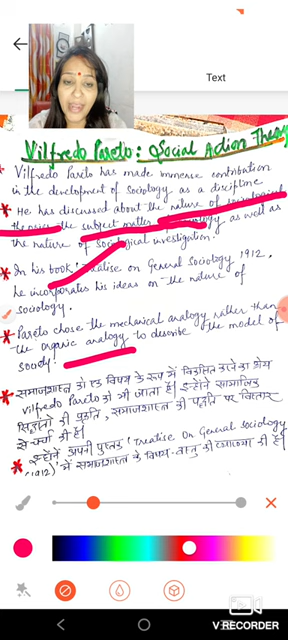 Text
Vilfredo Pareto: Social Action Theory
Vilfredo Pareto has made immense contribution
in the development of Sociology as a discipline
He has discussed about the nature of sociological
theories the subject matter as well as
the nature of sociological investigation.
In his book, Treatise on General Sociology 1912,
he incorporates his ideas on the nature of
sociology.
Pareto chose the mechanical analogy rather than
the organic analogy to describe the model of
Society!
समाजशास्त्र को एक विषय के रूप में विकसित करने का श्रेय
Vilfredo Pareto को भी जाता है। इन्होंने सामाजिक
सिद्धान्तों की प्रकृति, समाजशास्त्र की पद्धति पर विस्तार
से चर्चा की है।
इन्होंने अपनी पुस्तक 'Treatise On General Sociology
(1912)' में समाजशास्त्र के विषय-वस्तु की व्याख्या की है।
V RECORDER